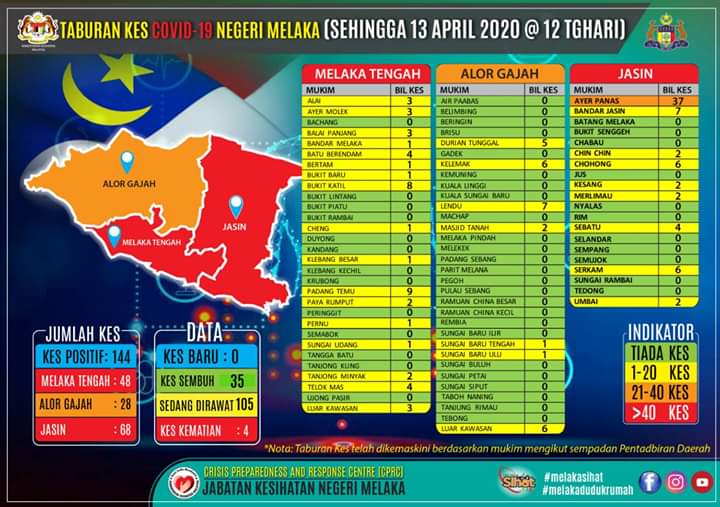 TABURAN KES COVID-19 NEGERI MELAKA (SEHINGGA 13 APRIL 2020 @ 12 TGHARI)
ALOR GAJAH
MELAKA TENGAH
JASIN
JUMLAH KES
KES POSITIF: 144
MELAKA TENGAH : 48
ALOR GAJAH : 28
JASIN : 68
DATA
KES BARU : 0
KES SEMBUH 35
SEDANG DIRAWAT 105
KES KEMATIAN : 4
MELAKA TENGAH
MUKIM BIL KES
ALAI 3
AYER MOLEK 3
BACHANG 0
BALAI PANJANG 3
BANDAR MELAKA 1
BATU BERENDAM 4
BERTAM 1
BUKIT BARU 1
BUKIT KATIL 8
BUKIT LINTANG 0
BUKIT PIATU 0
BUKIT RAMBAI 0
CHENG 1
DUYONG 0
KANDANG 0
KLEBANG BESAR 1
KLEBANG KECHIL 0
KRUBONG 0
PADANG TEMU 9
PAYA RUMPUT 2
PERINGGIT 0
PERNU 1
SEMABOK 0
SUNGAI UDANG 1
TANGGA BATU 0
TANJONG KUNG 0
TANJONG MINYAK 2
TELOK MAS 4
UJONG PASIR 0
LUAR KAWASAN 3
ALOR GAJAH
MUKIM BIL KES
AIR PAABAS 0
BELIMBING 0
BERINGIN 0
BRISU 0
DURIAN TUNGGAL 5
GADEK 0
KELEMAK 6
KEMUNING 0
KUALA LINGGI 0
KUALA SUNGAI BARU 0
LENDU 7
MACHAP 0
MASJID TANAH 2
MELAKA PINDAH 0
MELEKEK 0
PADANG SEBANG 0
PARIT MELANA 0
PEGOH 0
PULAU SEBANG 0
RAMUAN CHINA BESAR 0
RAMUAN CHINA KECIL 0
REMBIA 0
SUNGAI BARU ILIR 0
SUNGAI BARU TENGAH 1
SUNGAI BARU ULU 1
SUNGAI BULUH 0
SUNGAI PETAI 0
SUNGAI SIPUT 0
TABOH NANING 0
TANJUNG RIMAU 0
TEBONG 0
LUAR KAWASAN 6
JASIN
MUKIM BIL KES
AYER PANAS 37
BANDAR JASIN 7
BATANG MELAKA 0
BUKIT SENGGEH 0
CHABAU 0
CHIN CHIN 2
CHOHONG 6
JUS 0
KESANG 2
MERLIMAU 2
NYALAS 0
RIM 0
SEBATU 4
SELANDAR 0
SEMPANG 0
SEMUJOK 0
SERKAM 6
SUNGAI RAMBAI 0
TEDONG 0
UMBAI 2
INDIKATOR
TIADA KES
1-20 KES
21-40 KES
>40 KES
*Nota: Taburan Kes telah dikemaskini berdasarkan mukim mengikut sempadan Pentadbiran Daerah
CRISIS PREPAREDNESS AND RESPONSE CENTRE (CPRC)
JABATAN KESIHATAN NEGERI MELAKA
Sihat
#melakasihat
#melakadudukrumah